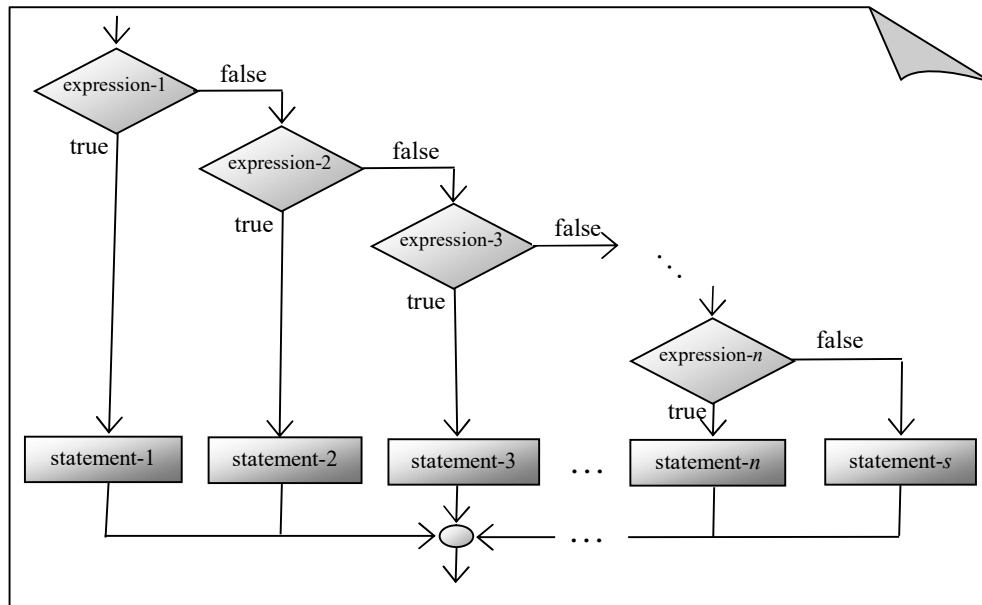 false
expression-1
true
false
expression-2
true
false
expression-3
true
...
false
expression-n
true
statement-1
statement-2
statement-3
...
statement-n
statement-s
...